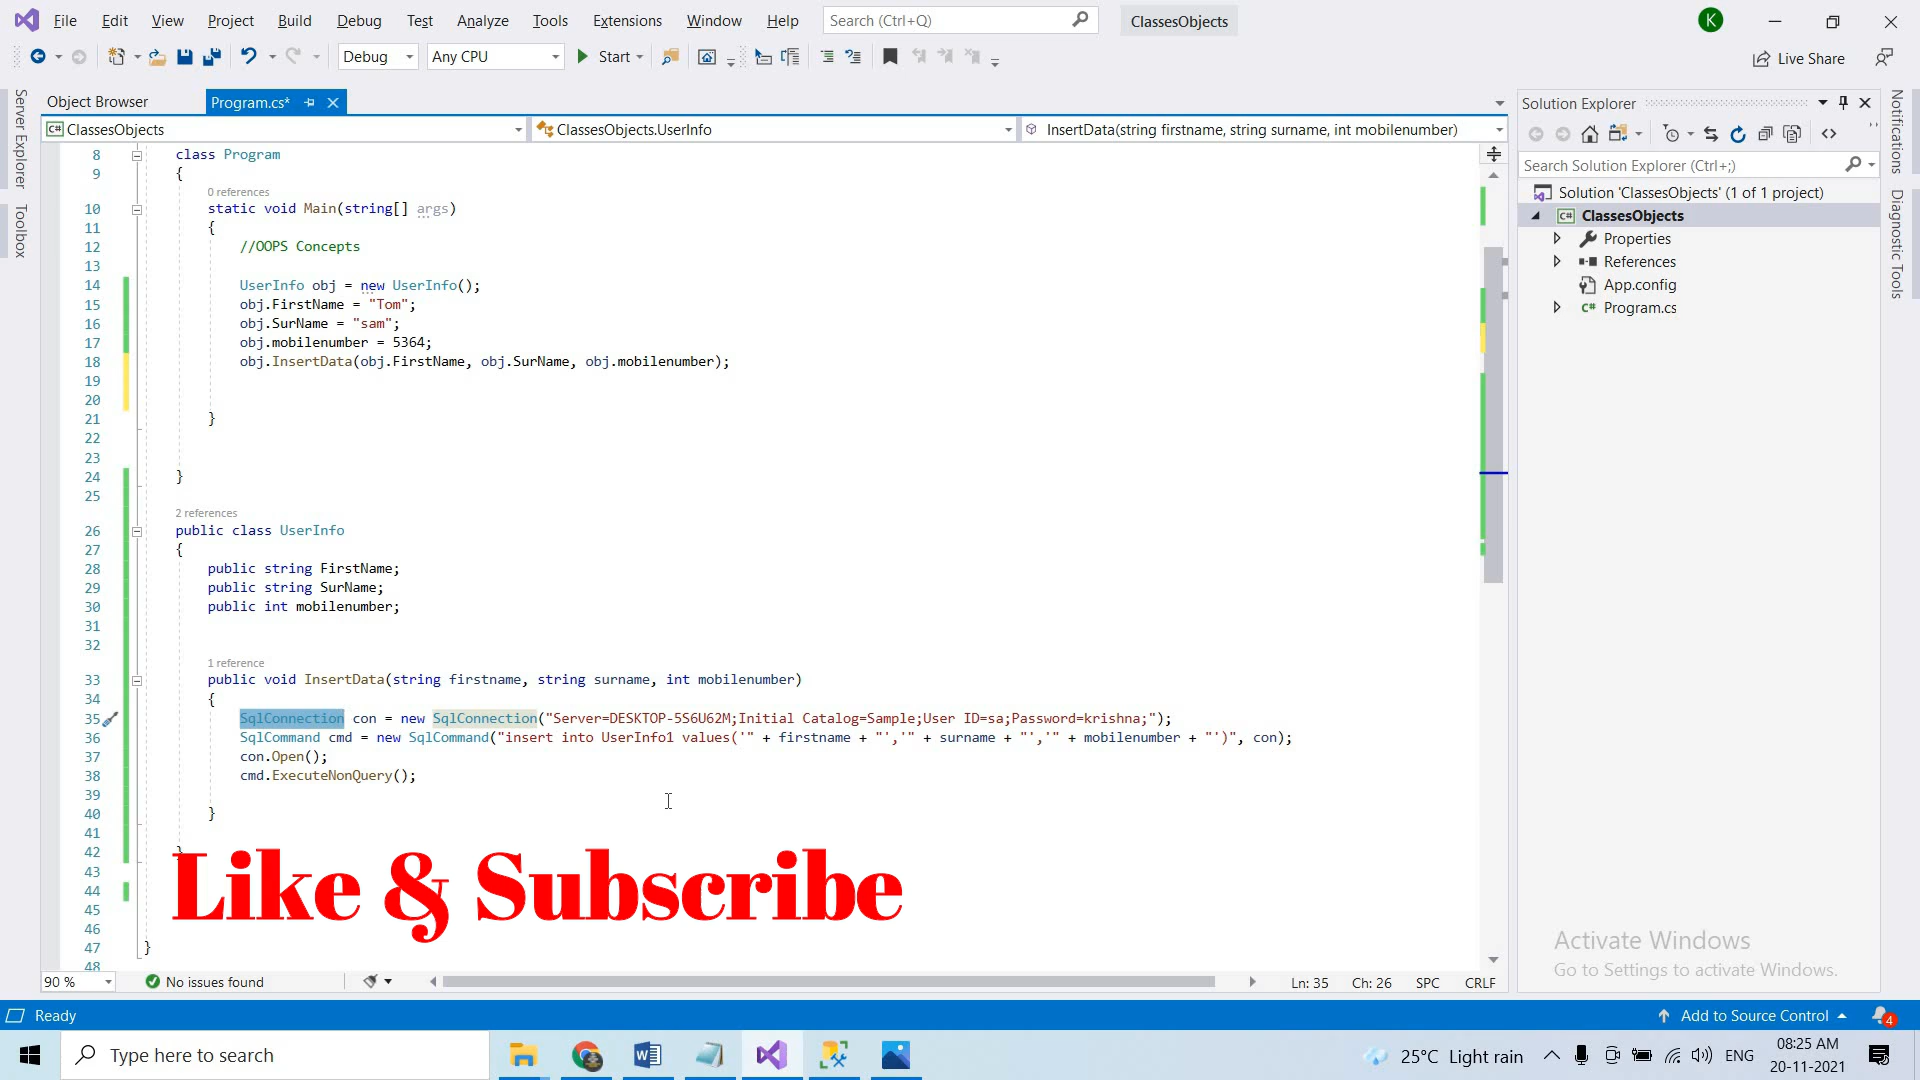 File Edit View Project Build Debug Test Analyze Tools Extensions Window Help Search (Ctrl+Q) ClassesObjects K
Debug Any CPU Start Live Share
Object Browser Program.cs* Solution Explorer
ClassesObjects ClassesObjects.UserInfo InsertData(string firstname, string surname, int mobilenumber)
Server Explorer
Toolbox
8 class Program
9 {
0 references
10 static void Main(string[] args)
11 {
12 //OOPS Concepts
13
14 UserInfo obj = new UserInfo();
15 obj.FirstName = "Tom";
16 obj.SurName = "sam";
17 obj.mobilenumber = 5364;
18 obj.InsertData(obj.FirstName, obj.SurName, obj.mobilenumber);
19
20
21 }
22
23
24 }
25
2 references
26 public class UserInfo
27 {
28 public string FirstName;
29 public string SurName;
30 public int mobilenumber;
31
32
1 reference
33 public void InsertData(string firstname, string surname, int mobilenumber)
34 {
35 SqlConnection con = new SqlConnection("Server=DESKTOP-5S6U62M;Initial Catalog=Sample;User ID=sa;Password=krishna;");
36 SqlCommand cmd = new SqlCommand("insert into UserInfo1 values('" + firstname + "','" + surname + "','" + mobilenumber + "')", con);
37 con.Open();
38 cmd.ExecuteNonQuery();
39
40 }
41
42 }
43
44
45
46
47 }
48
Like & Subscribe
Search Solution Explorer (Ctrl+;)
Solution 'ClassesObjects' (1 of 1 project)
C# ClassesObjects
Properties
References
App.config
C# Program.cs
Notifications
Diagnostic Tools
Activate Windows
Go to Settings to activate Windows.
90 % No issues found Ln: 35 Ch: 26 SPC CRLF
Ready Add to Source Control 4
Type here to search 25°C Light rain ENG 08:25 AM
20-11-2021